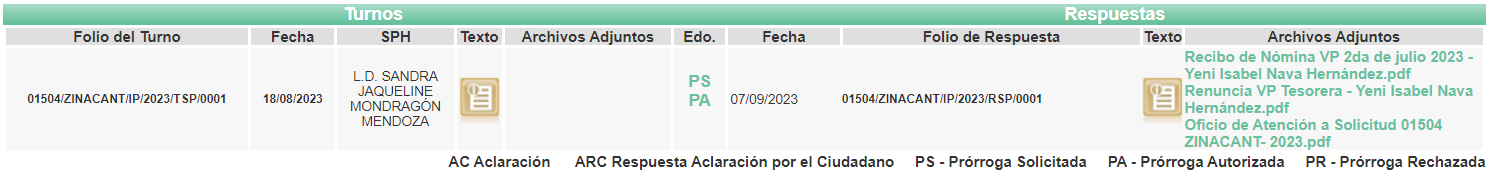 Turnos Respuestas
Folio del Turno Fecha SPH Texto Archivos Adjuntos Edo. Fecha Folio de Respuesta Texto Archivos Adjuntos
01504/ZINACANT/IP/2023/TSP/0001
18/08/2023
L.D. SANDRA
JAQUELINE
MONDRAGÓN
MENDOZA
PS
PA
07/09/2023
01504/ZINACANT/IP/2023/RSP/0001
Recibo de Nómina VP 2da de julio 2023 -
Yeni Isabel Nava Hernández.pdf
Renuncia VP Tesorera - Yeni Isabel Nava
Hernández.pdf
Oficio de Atención a Solicitud 01504
ZINACANT- 2023.pdf
AC Aclaración ARC Respuesta Aclaración por el Ciudadano PS - Prórroga Solicitada PA - Prórroga Autorizada PR - Prórroga Rechazada